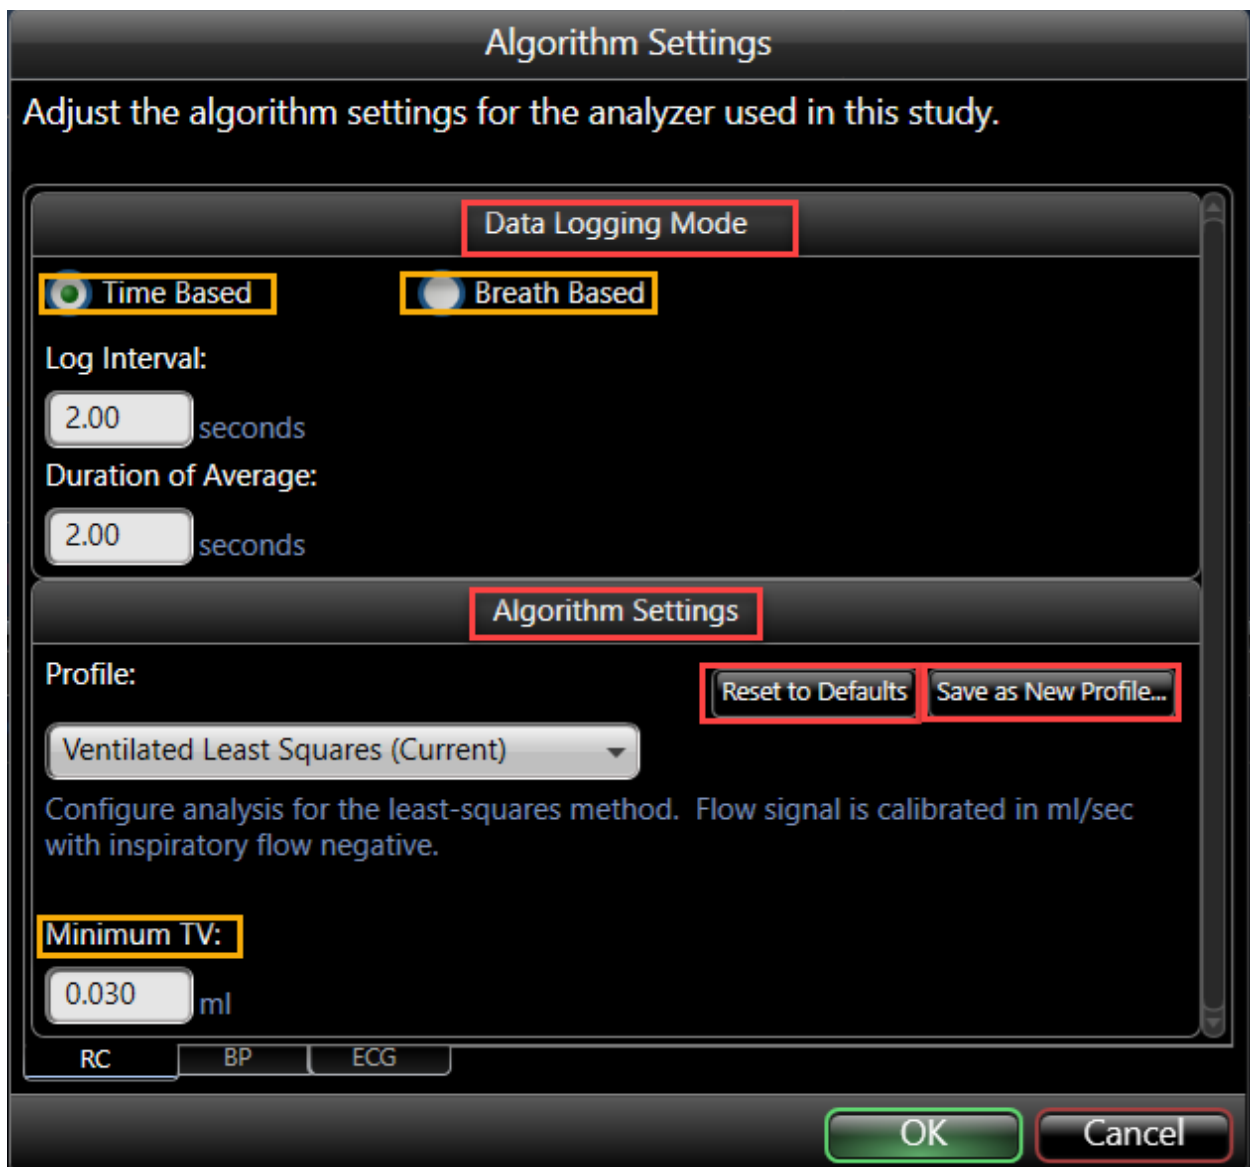 Algorithm Settings
Adjust the algorithm settings for the analyzer used in this study.
Data Logging Mode
Time Based Breath Based
Log Interval:
2.00 seconds
Duration of Average:
2.00 seconds
Algorithm Settings
Profile:
Reset to Defaults Save as New Profile...
Ventilated Least Squares (Current)
Configure analysis for the least-squares method. Flow signal is calibrated in ml/sec
with inspiratory flow negative.
Minimum TV:
0.030 ml
RC BP ECG
OK Cancel